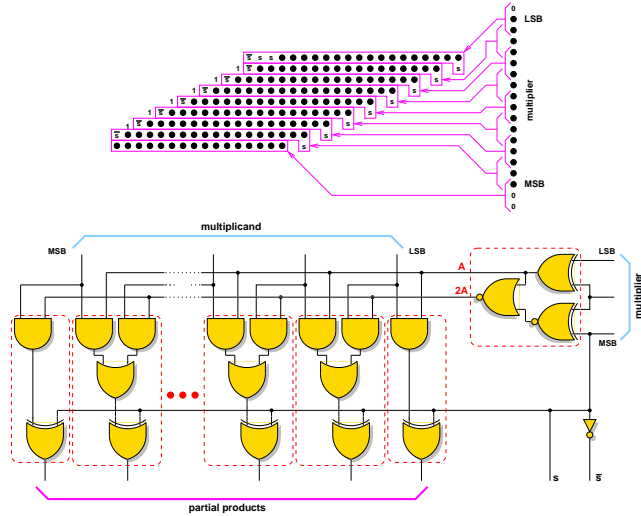 0
LSB
s̅ s s s
s̅ s
1 s̅ s
1 s̅ s
1 s̅ s
1 s̅ s
1 s̅ s
s̅ s
multiplier
MSB
0
0
multiplicand
MSB LSB
A
2A
LSB
MSB
multiplier
s s̅
partial products